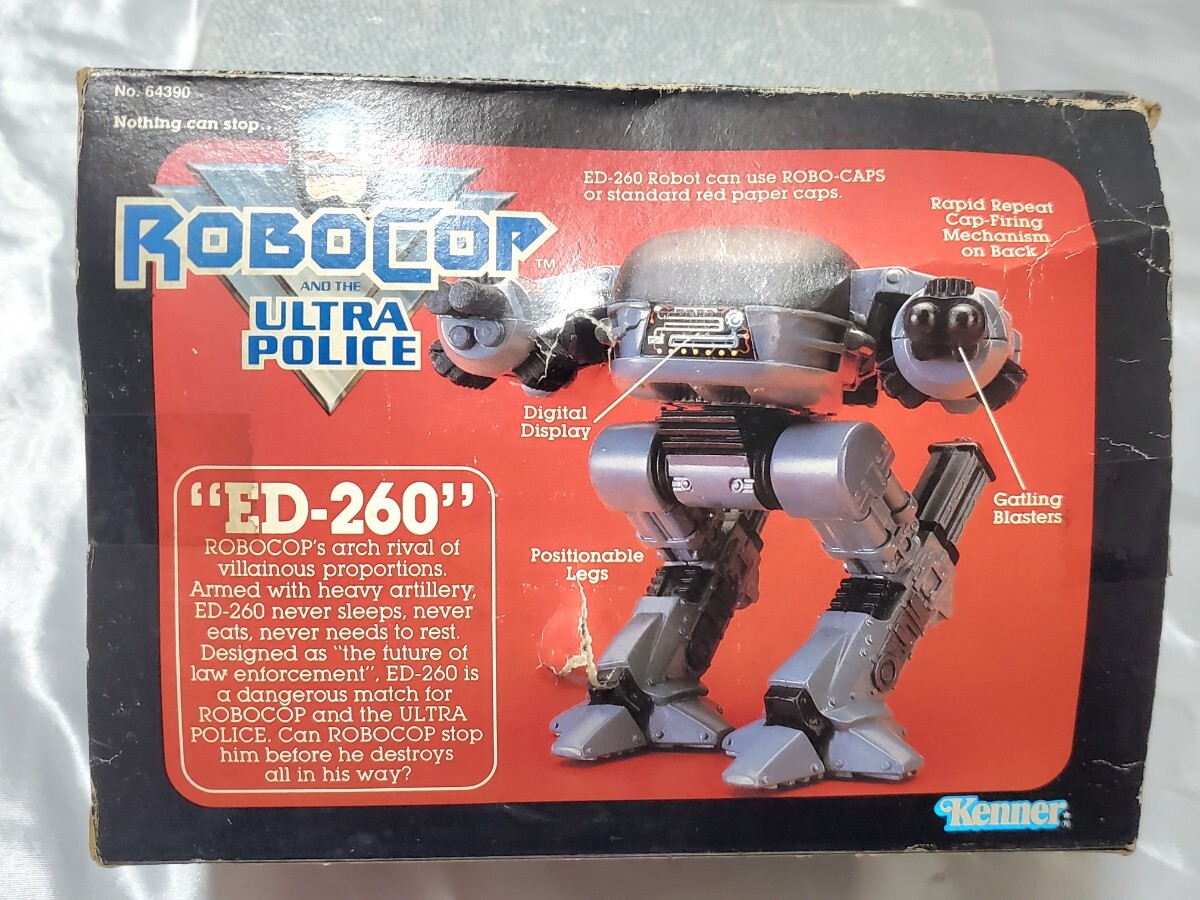 No. 64390
Nothing can stop..
ROBOCOP™
AND THE
ULTRA
POLICE
ED-260 Robot can use ROBO-CAPS
or standard red paper caps.
Rapid Repeat
Cap-Firing
Mechanism
on Back
Digital
Display
Gatling
Blasters
Positionable
Legs
"ED-260"
ROBOCOP's arch rival of
villainous proportions.
Armed with heavy artillery,
ED-260 never sleeps, never
eats, never needs to rest.
Designed as "the future of
law enforcement", ED-260 is
a dangerous match for
ROBOCOP and the ULTRA
POLICE. Can ROBOCOP stop
him before he destroys
all in his way?
Kenner